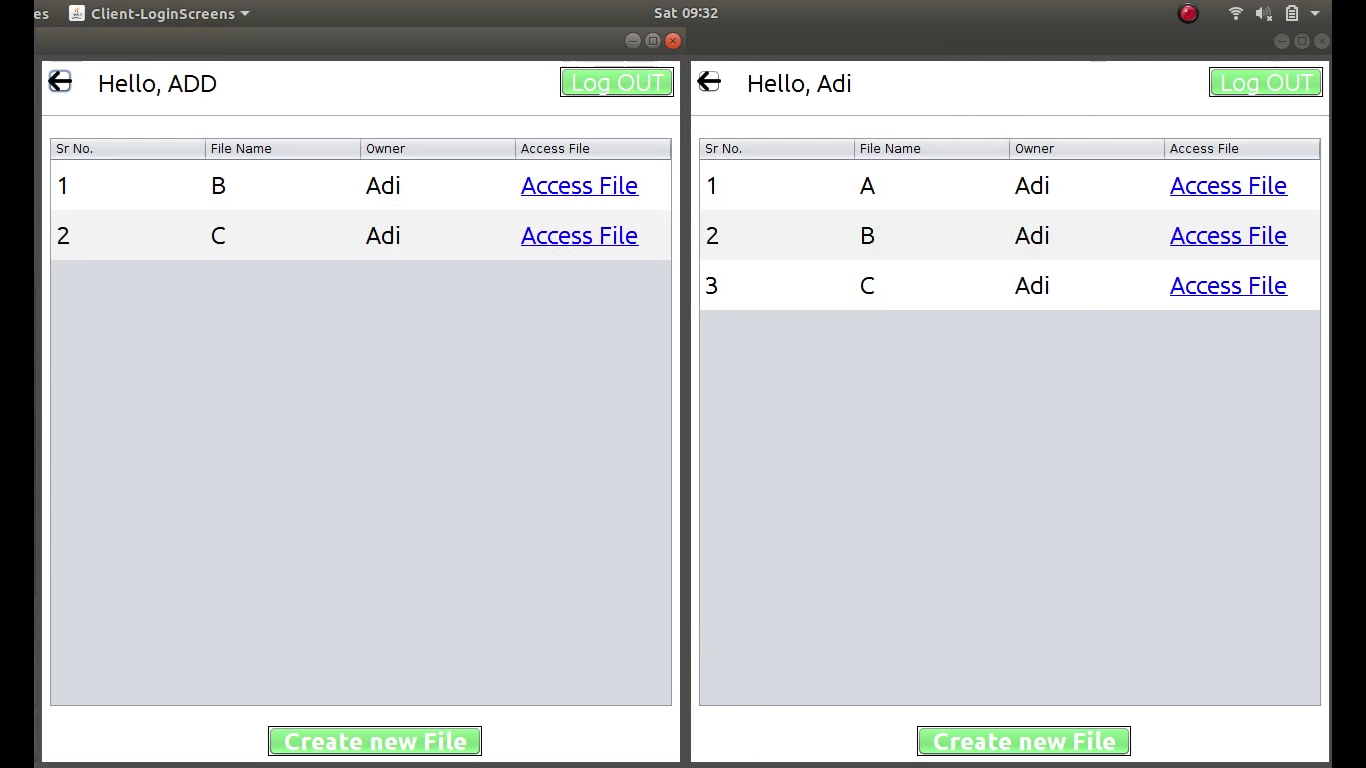 es Client-LoginScreens Sat 09:32
Hello, ADD Log OUT
Sr No. File Name Owner Access File
1 B Adi Access File
2 C Adi Access File
Create new File
Hello, Adi Log OUT
Sr No. File Name Owner Access File
1 A Adi Access File
2 B Adi Access File
3 C Adi Access File
Create new File